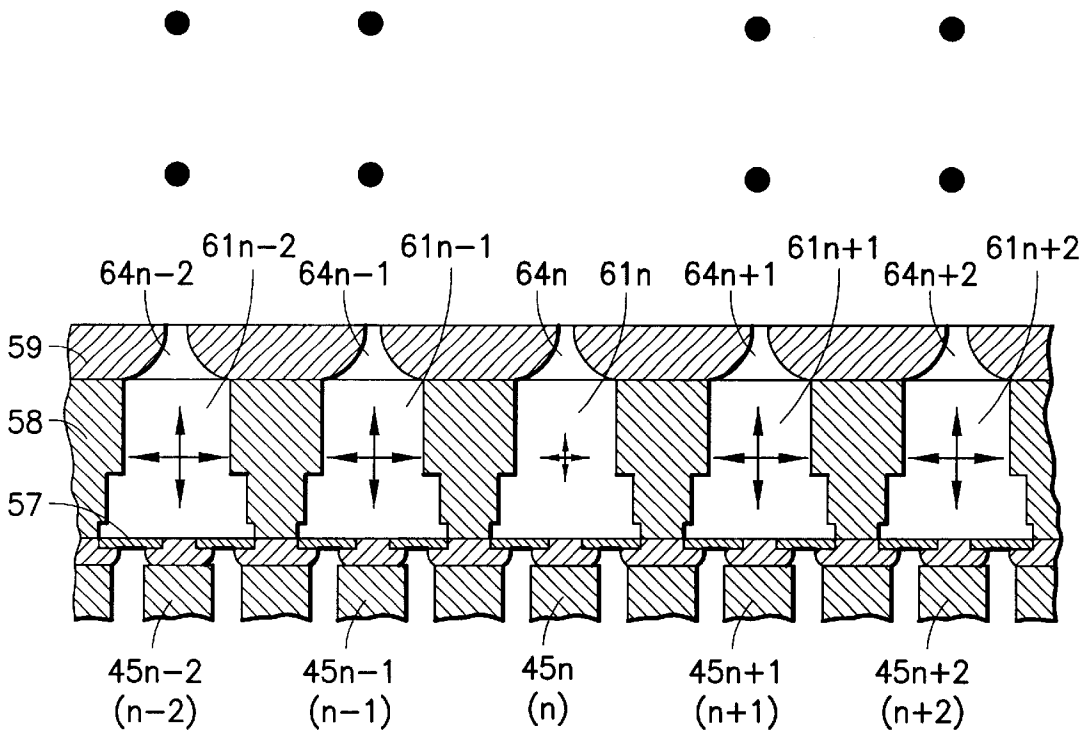 61n-2 61n-1 61n+1 61n+2
64n-2 64n-1 64n 61n 64n+1 64n+2
59
58
57
45n-2 45n-1 45n 45n+1 45n+2
(n-2) (n-1) (n) (n+1) (n+2)